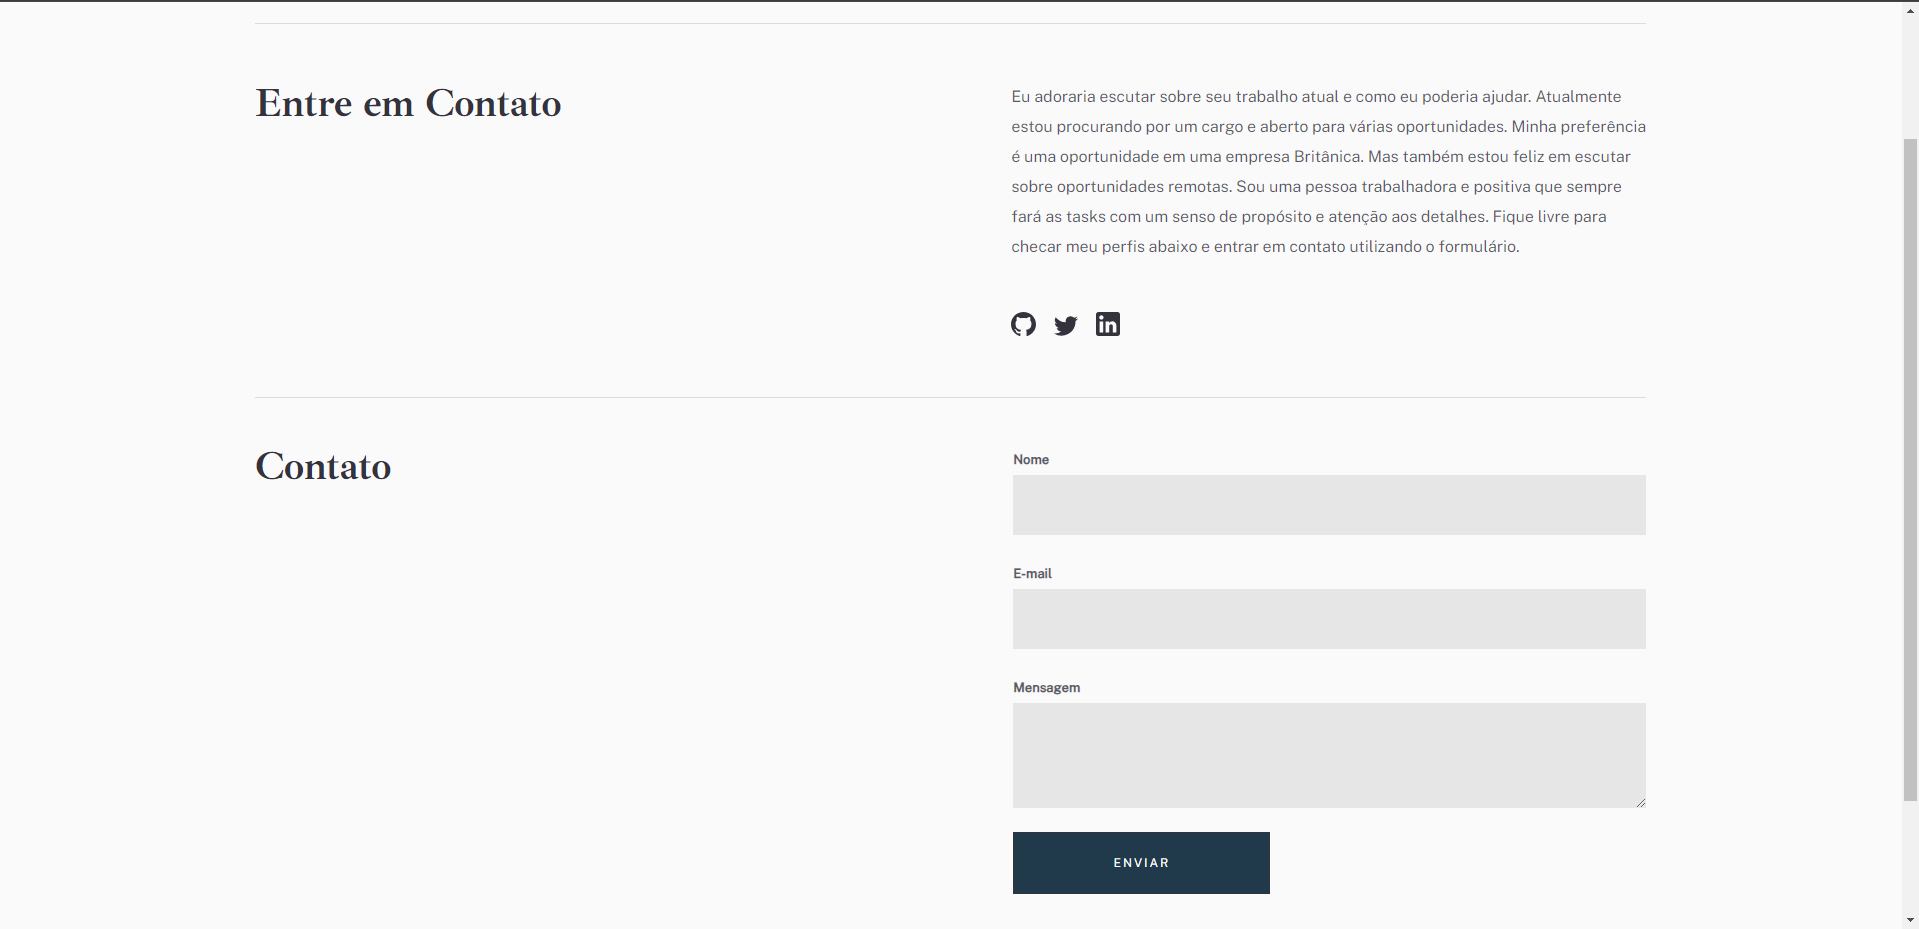 Entre em Contato
Eu adoraria escutar sobre seu trabalho atual e como eu poderia ajudar. Atualmente
estou procurando por um cargo e aberto para várias oportunidades. Minha preferência
é uma oportunidade em uma empresa Britânica. Mas também estou feliz em escutar
sobre oportunidades remotas. Sou uma pessoa trabalhadora e positiva que sempre
fará as tasks com um senso de propósito e atenção aos detalhes. Fique livre para
checar meu perfis abaixo e entrar em contato utilizando o formulário.
in
Contato
Nome
E-mail
Mensagem
ENVIAR